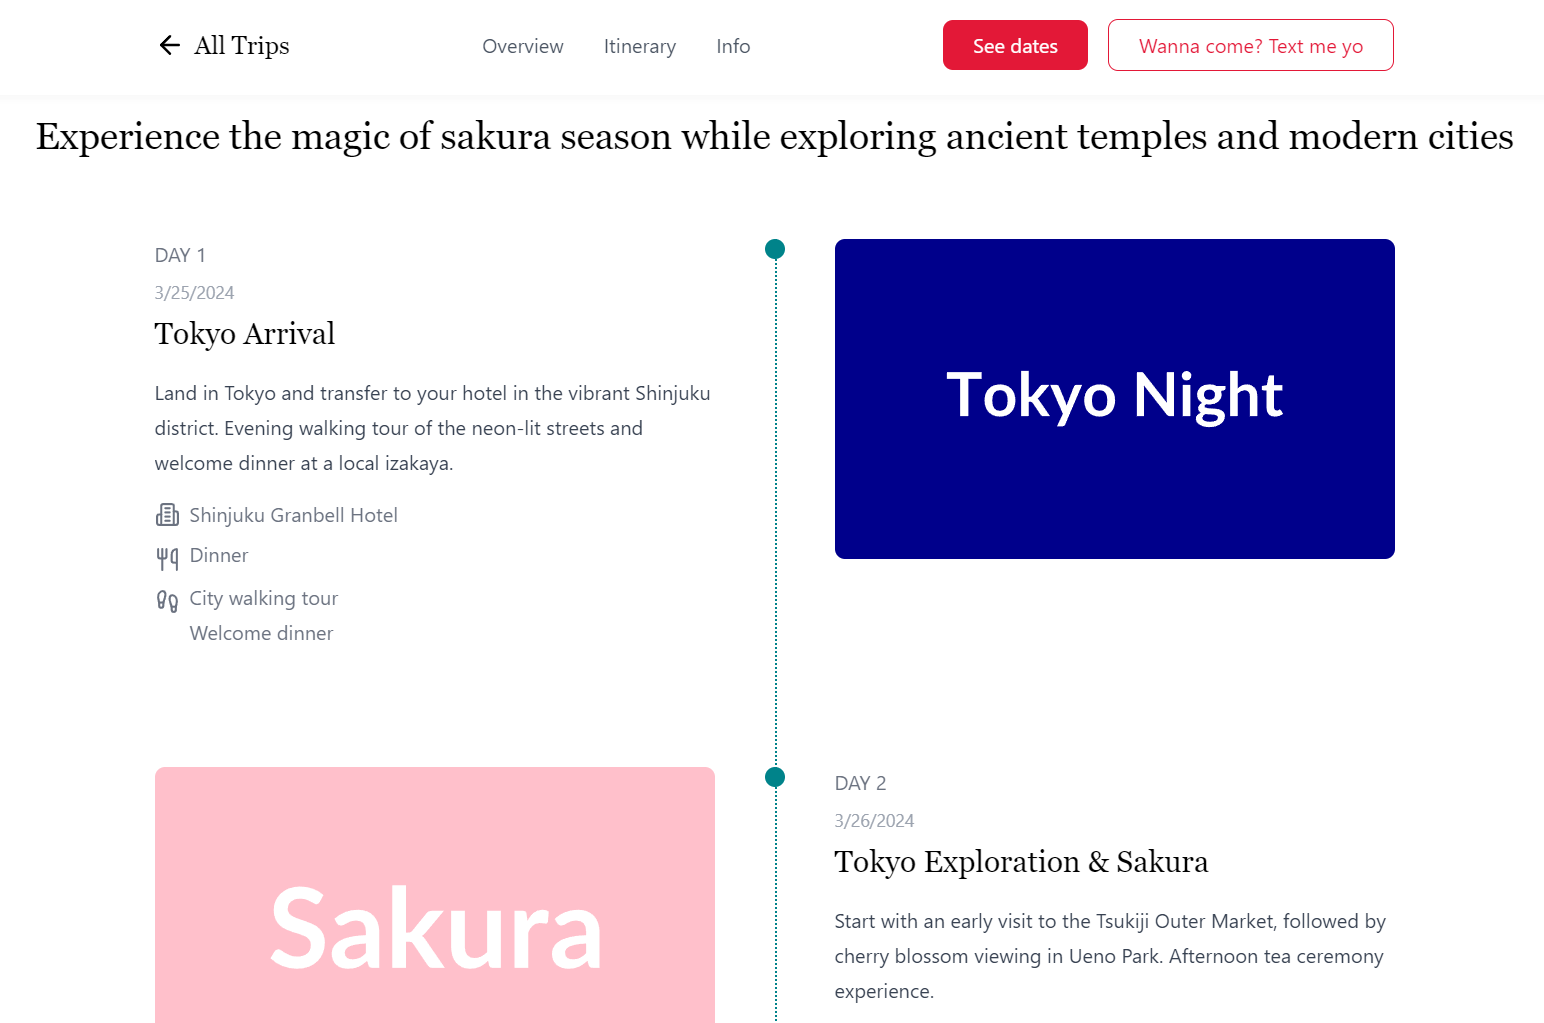 All Trips
Overview
Itinerary
Info
See dates
Wanna come? Text me yo
Experience the magic of sakura season while exploring ancient temples and modern cities
DAY 1
3/25/2024
Tokyo Arrival
Land in Tokyo and transfer to your hotel in the vibrant Shinjuku
district. Evening walking tour of the neon-lit streets and
welcome dinner at a local izakaya.
Shinjuku Granbell Hotel
Dinner
City walking tour
Welcome dinner
Tokyo Night
Sakura
DAY 2
3/26/2024
Tokyo Exploration & Sakura
Start with an early visit to the Tsukiji Outer Market, followed by
cherry blossom viewing in Ueno Park. Afternoon tea ceremony
experience.